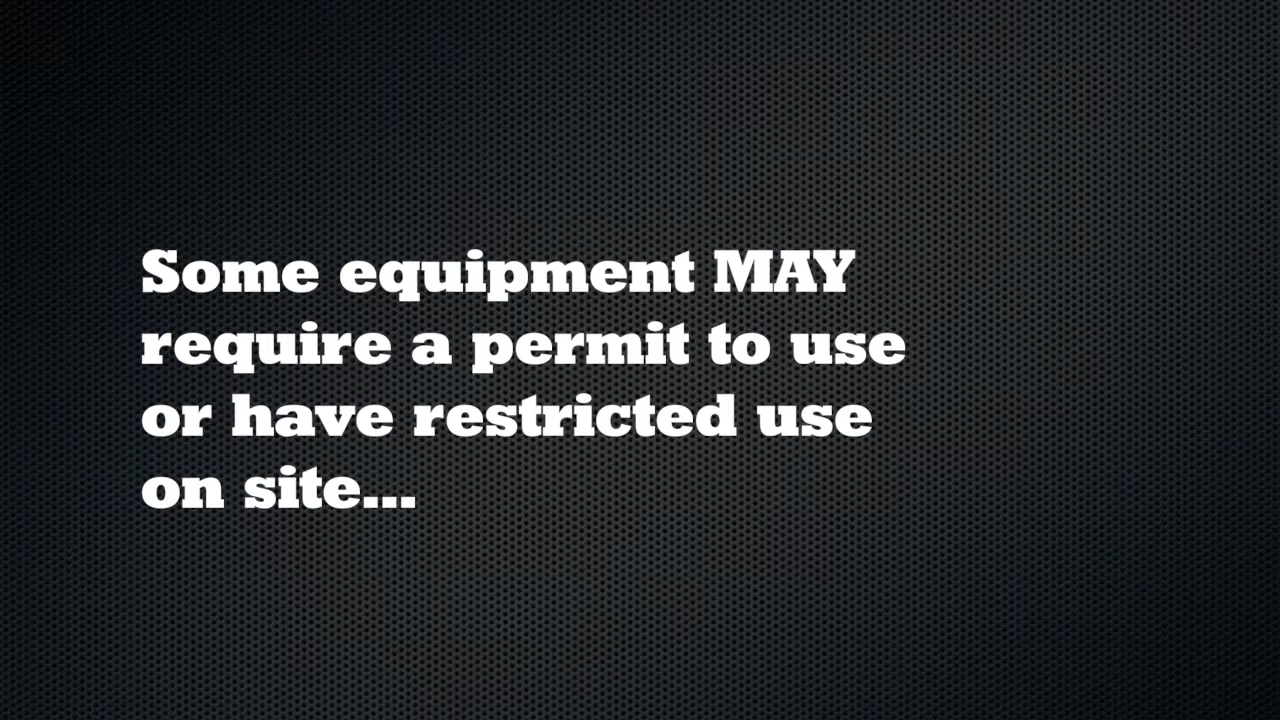 Some equipment MAY
require a permit to use
or have restricted use
on site...